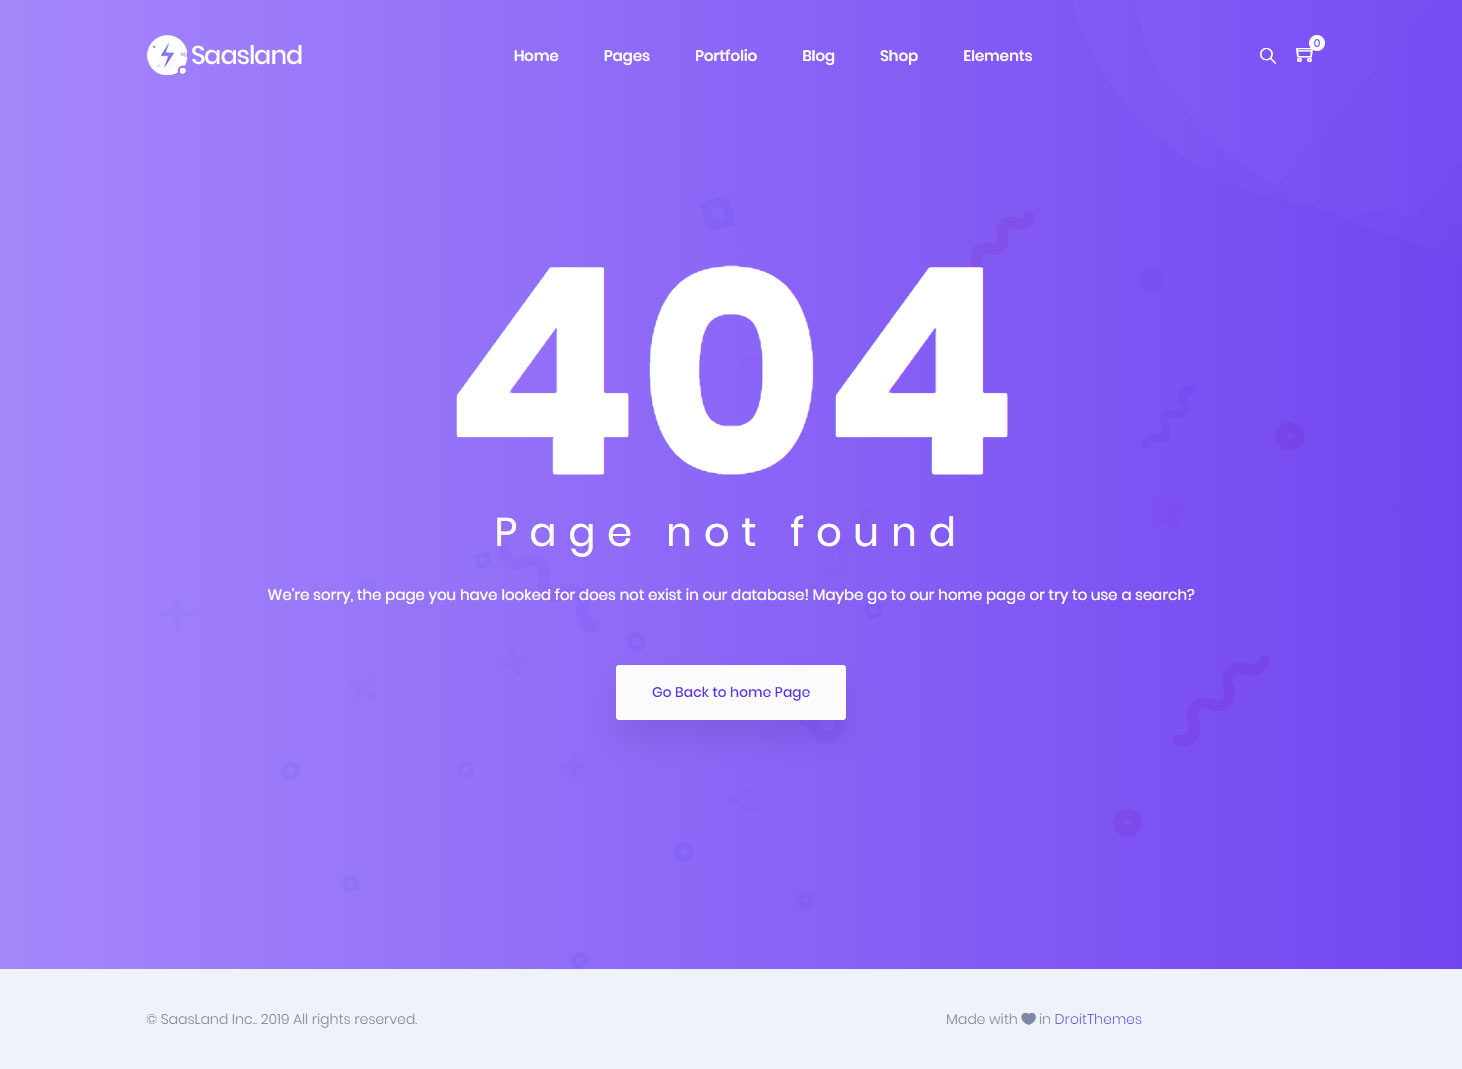 Saasland
Home Pages Portfolio Blog Shop Elements
0
404
Page not found
We're sorry, the page you have looked for does not exist in our database! Maybe go to our home page or try to use a search?
Go Back to home Page
© SaasLand Inc.. 2019 All rights reserved.
Made with in DroitThemes